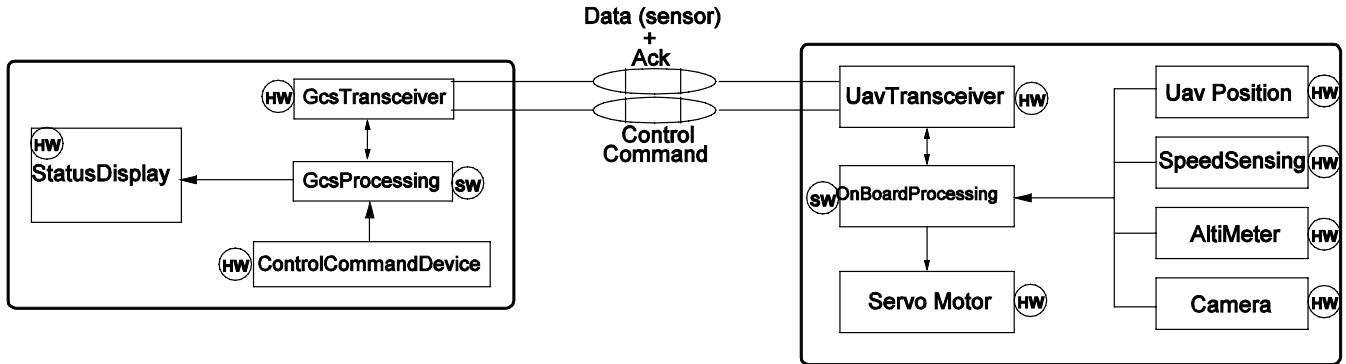 Data (sensor)
+
Ack
Control
Command
HW
GcsTransceiver
HW
StatusDisplay
GcsProcessing
SW
HW
ControlCommandDevice
UavTransceiver
HW
SW
OnBoardProcessing
Servo Motor
HW
Uav Position
HW
SpeedSensing
HW
AltiMeter
HW
Camera
HW